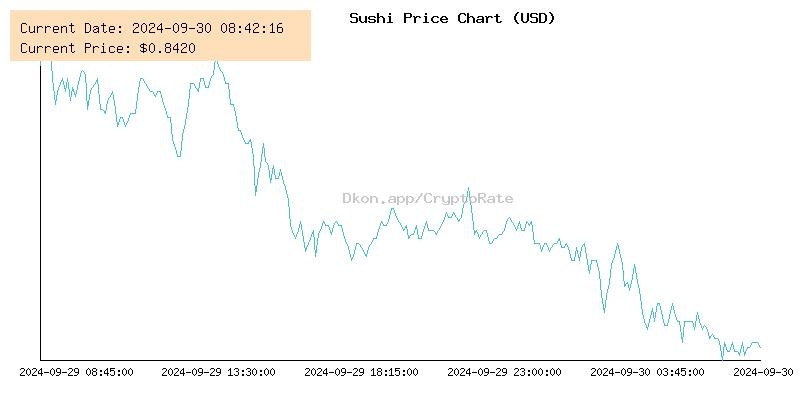 Sushi Price Chart (USD)
Current Date: 2024-09-30 08:42:16
Current Price: $0.8420
Dkon.app/CryptoRate
2024-09-29 08:45:00 2024-09-29 13:30:00 2024-09-29 18:15:00 2024-09-29 23:00:00 2024-09-30 03:45:00 2024-09-30